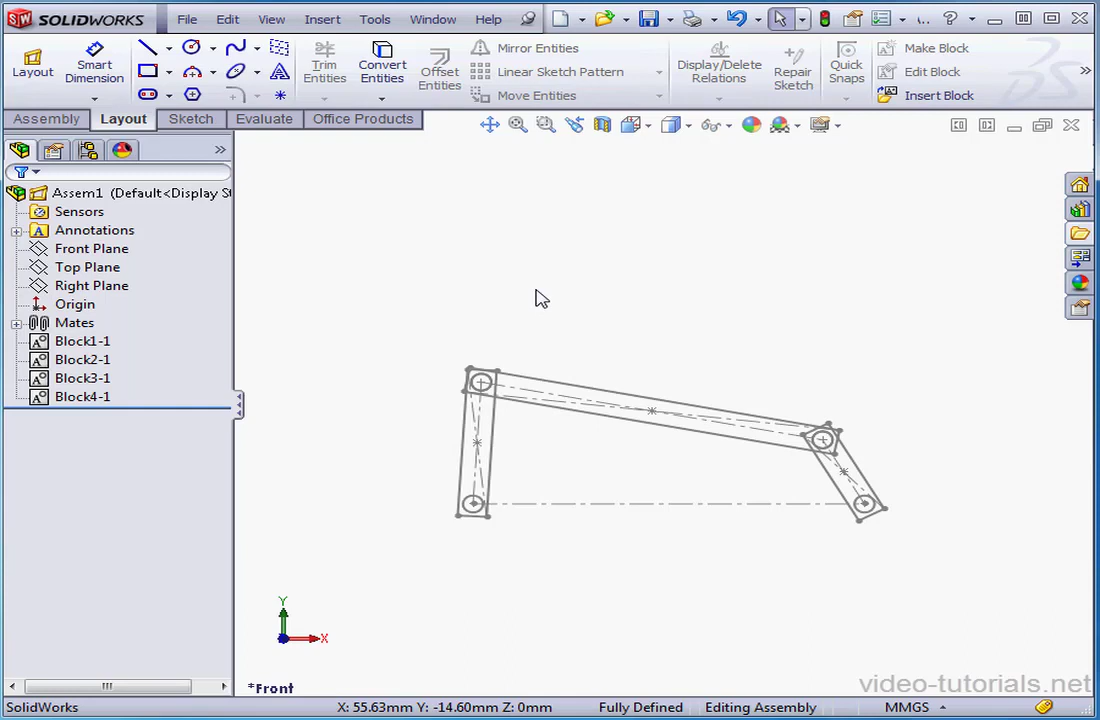 SOLIDWORKS File Edit View Insert Tools Window Help
Layout
Smart Dimension
Trim Entities
Convert Entities
Offset Entities
Mirror Entities
Linear Sketch Pattern
Move Entities
Display/Delete Relations
Repair Sketch
Quick Snaps
Make Block
Edit Block
Insert Block
Assembly Layout Sketch Evaluate Office Products
Assem1 (Default<Display S
Sensors
Annotations
Front Plane
Top Plane
Right Plane
Origin
Mates
Block1-1
Block2-1
Block3-1
Block4-1
Y
X
*Front
video-tutorials.net
SolidWorks X: 55.63mm Y: -14.60mm Z: 0mm Fully Defined Editing Assembly MMGS